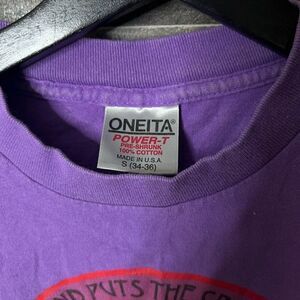 ONEITA®
POWER-T
PRE-SHRUNK
100% COTTON
MADE IN U.S.A.
S (34-36)
PUTS THE